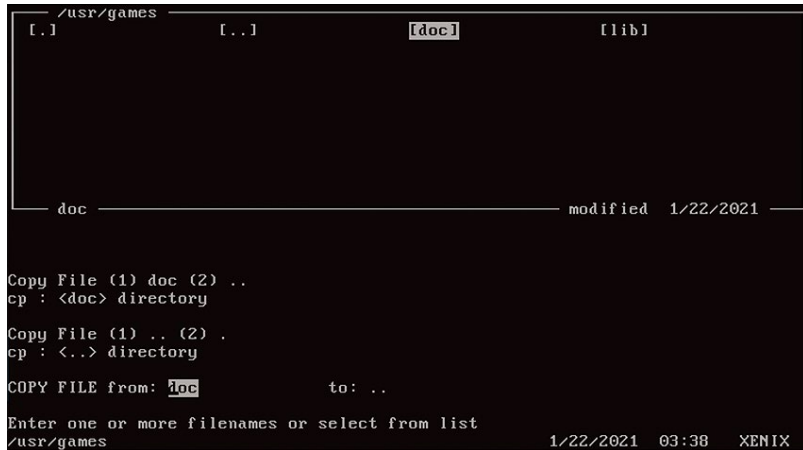 /usr/games
[.] [..] [doc] [lib]
doc modified 1/22/2021
Copy File (1) doc (2) ..
cp : <doc> directory
Copy File (1) .. (2) .
cp : <..> directory
COPY FILE from: doc to: ..
Enter one or more filenames or select from list
/usr/games 1/22/2021 03:38 XENIX